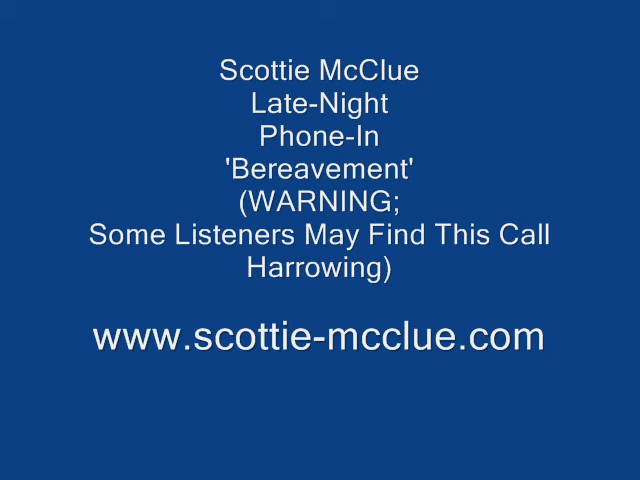 Scottie McClue
Late-Night
Phone-In
'Bereavement'
(WARNING;
Some Listeners May Find This Call
Harrowing)
www.scottie-mcclue.com